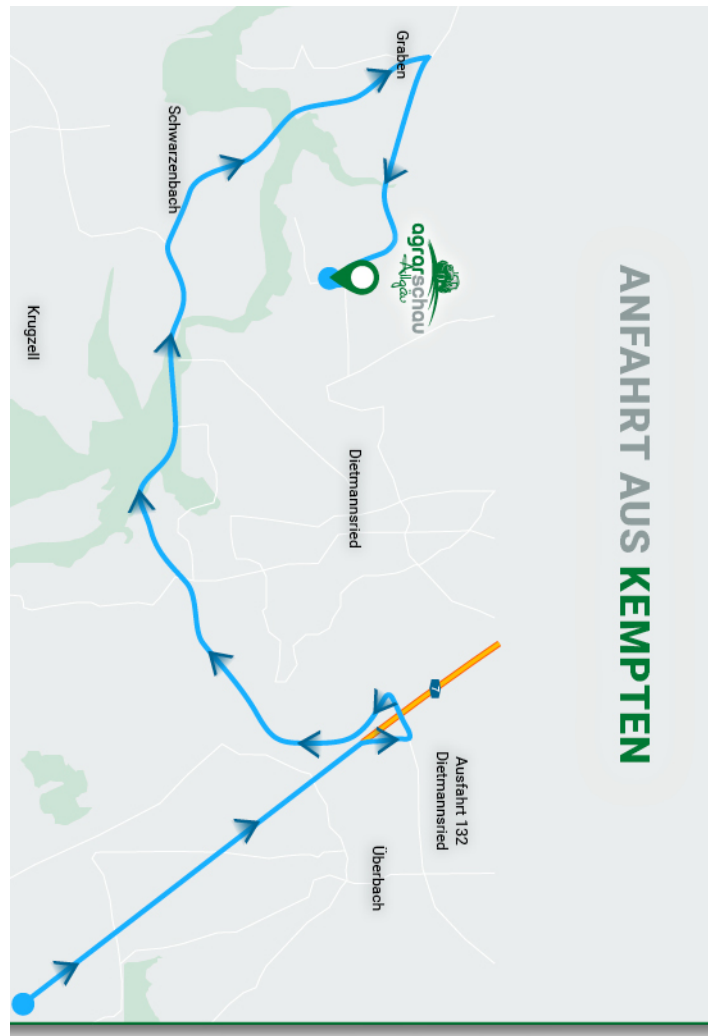 ANFAHRT AUS KEMPTEN
Graben
Schwarzenbach
agrarschau
Allgäu
Krugzell
Dietmannsried
7
Ausfahrt 132
Dietmannsried
Überbach